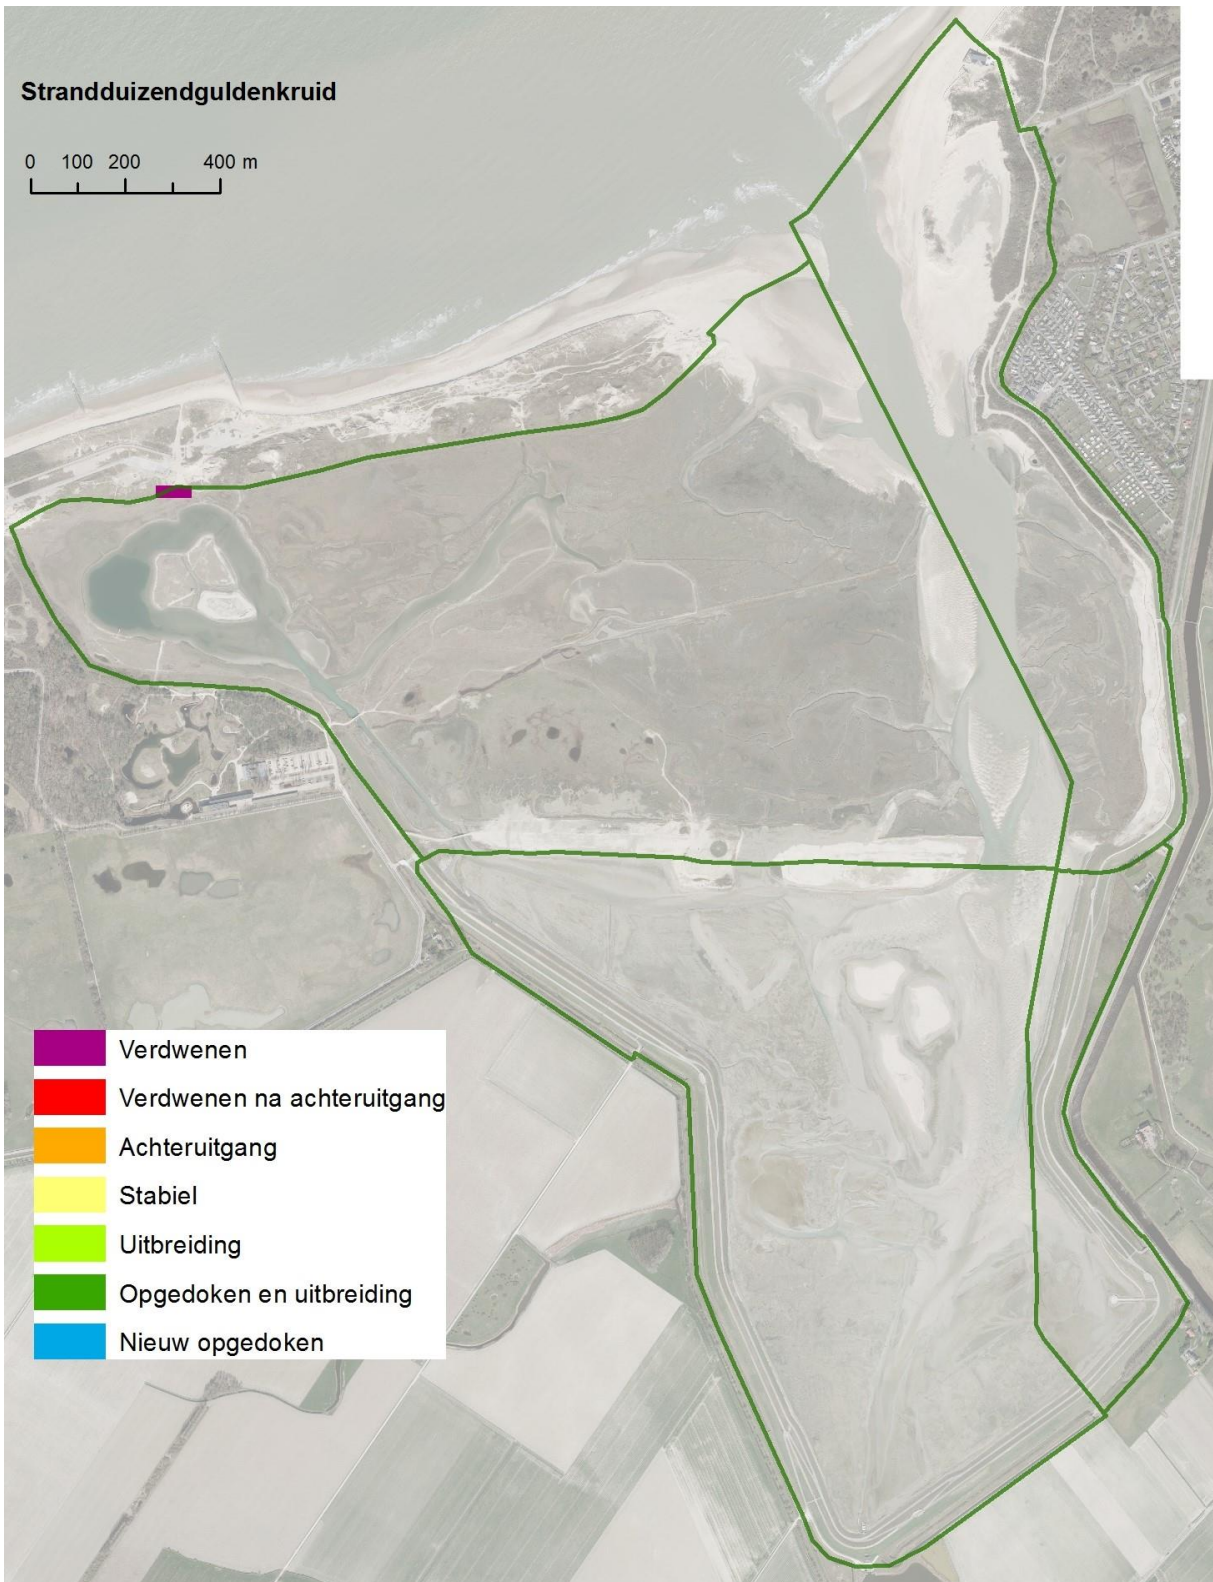 Strandduizendguldenkruid
0 100 200 400 m
Verdwenen
Verdwenen na achteruitgang
Achteruitgang
Stabiel
Uitbreiding
Opgedoken en uitbreiding
Nieuw opgedoken